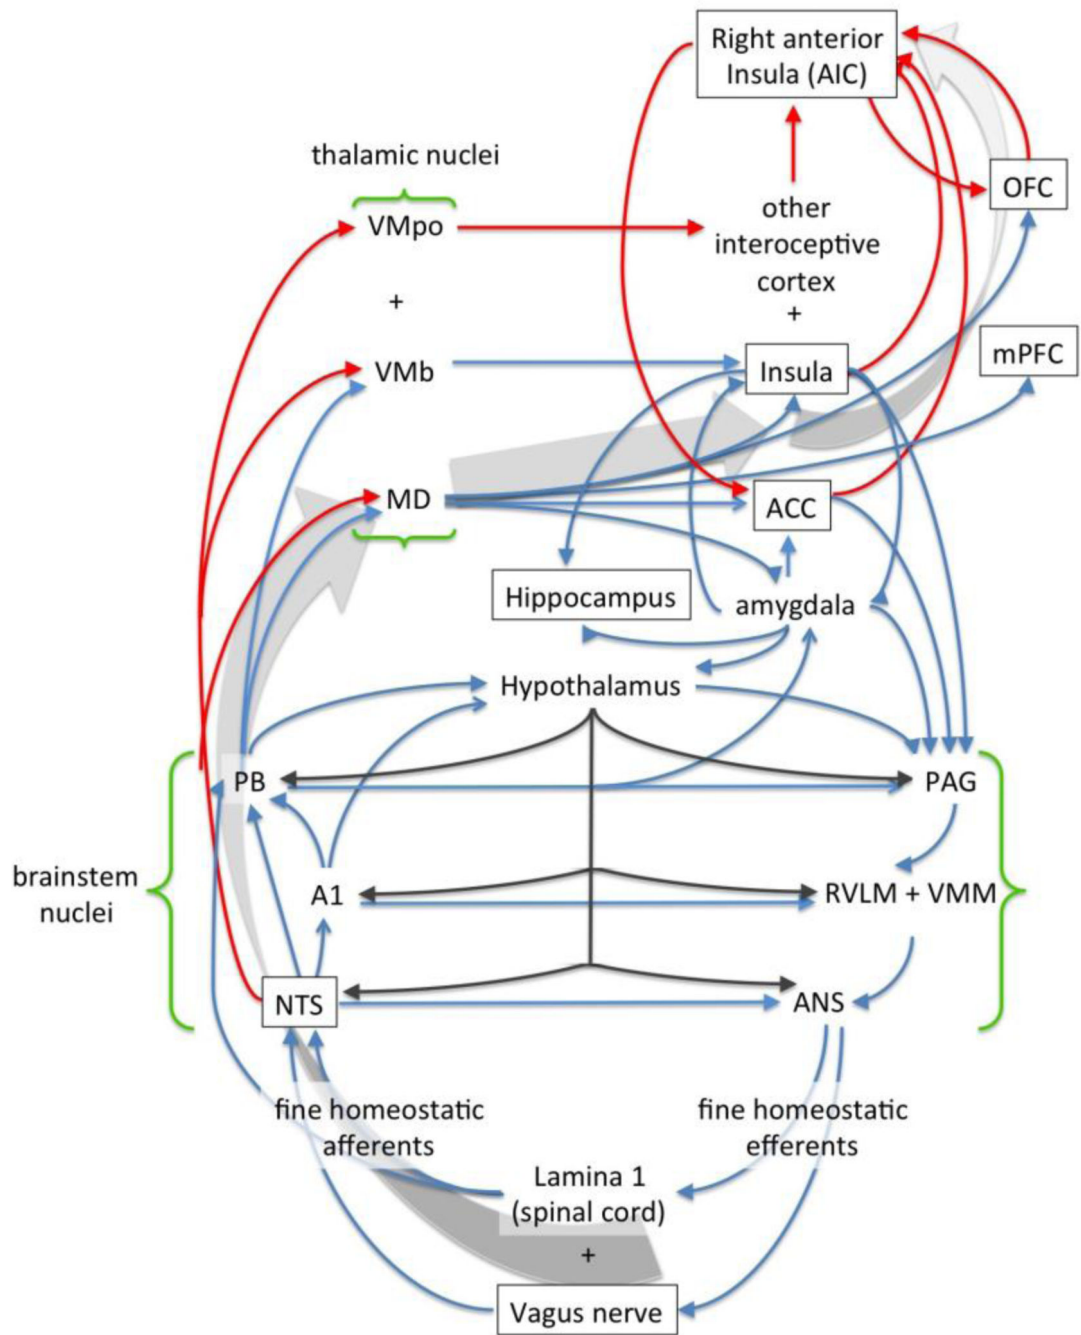 Right anterior
Insula (AIC)
thalamic nuclei
OFC
VMpo
other
interoceptive
cortex
+
+
mPFC
VMb
Insula
MD
ACC
Hippocampus
amygdala
Hypothalamus
PB
PAG
brainstem
nuclei
A1
RVLM + VMM
NTS
ANS
fine homeostatic
afferents
fine homeostatic
efferents
Lamina 1
(spinal cord)
+
Vagus nerve